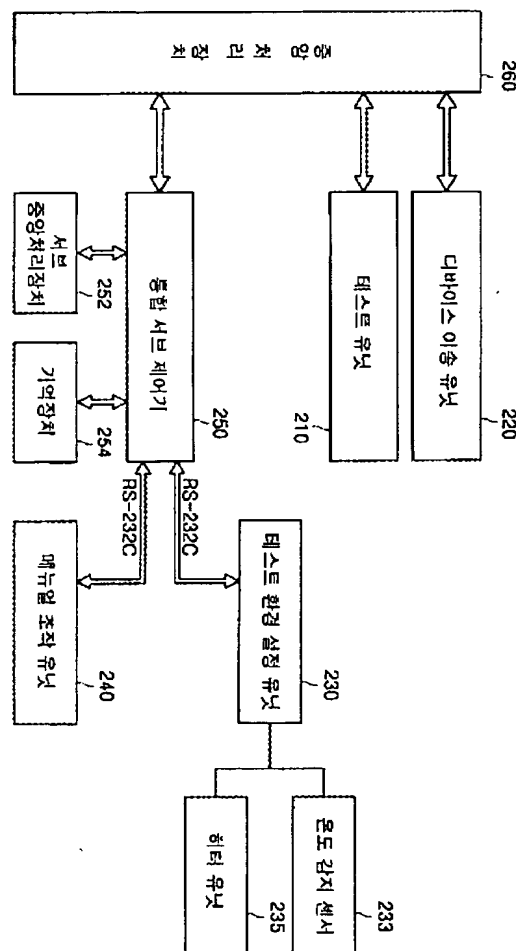 260
중 앙 처 리 장 치
디바이스 이송 유닛
220
테스트 유닛
210
통합 서브 제어기
250
서브
중앙처리장치
252
기억장치
254
RS-232C
RS-232C
테스트 환경 설정 유닛
230
메뉴얼 조작 유닛
240
온도 감지 센서
233
히터 유닛
235